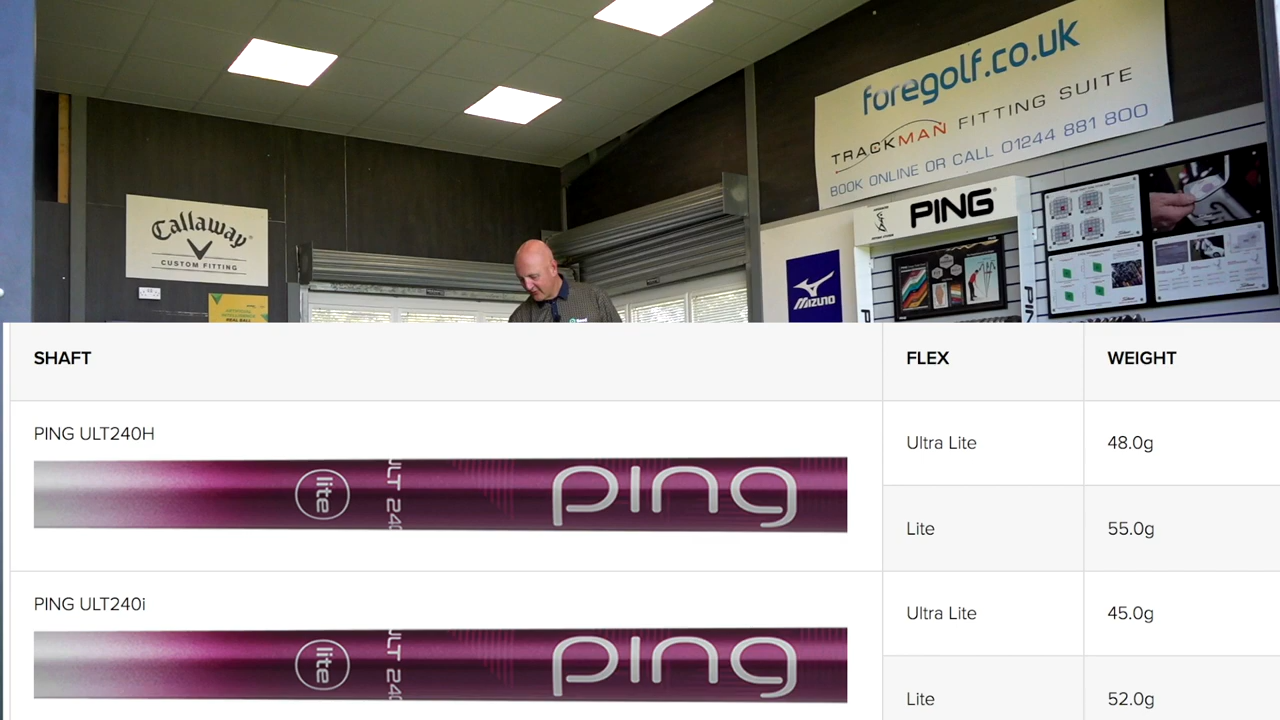 foregolf.co.uk
TRACKMAN FITTING SUITE
BOOK ONLINE OR CALL 01244 881 800
Callaway
CUSTOM FITTING
PING
MIZUNO
SHAFT
FLEX
WEIGHT
PING ULT240H
lite
ULT 240
ping
Ultra Lite
48.0g
Lite
55.0g
PING ULT240i
lite
ULT 240
ping
Ultra Lite
45.0g
Lite
52.0g